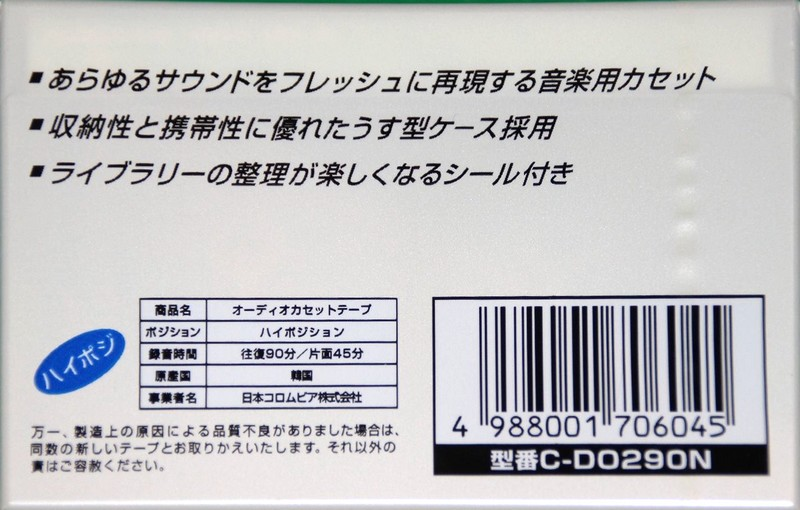 ■あらゆるサウンドをフレッシュに再現する音楽用カセット
■収納性と携帯性に優れたうす型ケース採用
■ライブラリーの整理が楽しくなるシール付き
ハイポジ
商品名 オーディオカセットテープ
ポジション ハイポジション
録音時間 往復90分／片面45分
原産国 韓国
事業者名 日本コロムビア株式会社
万一、製造上の原因による品質不良がありました場合は、
同数の新しいテープとお取りかえいたします。それ以外の
責はご容赦ください。
4 988001 706045
型番C-DO290N